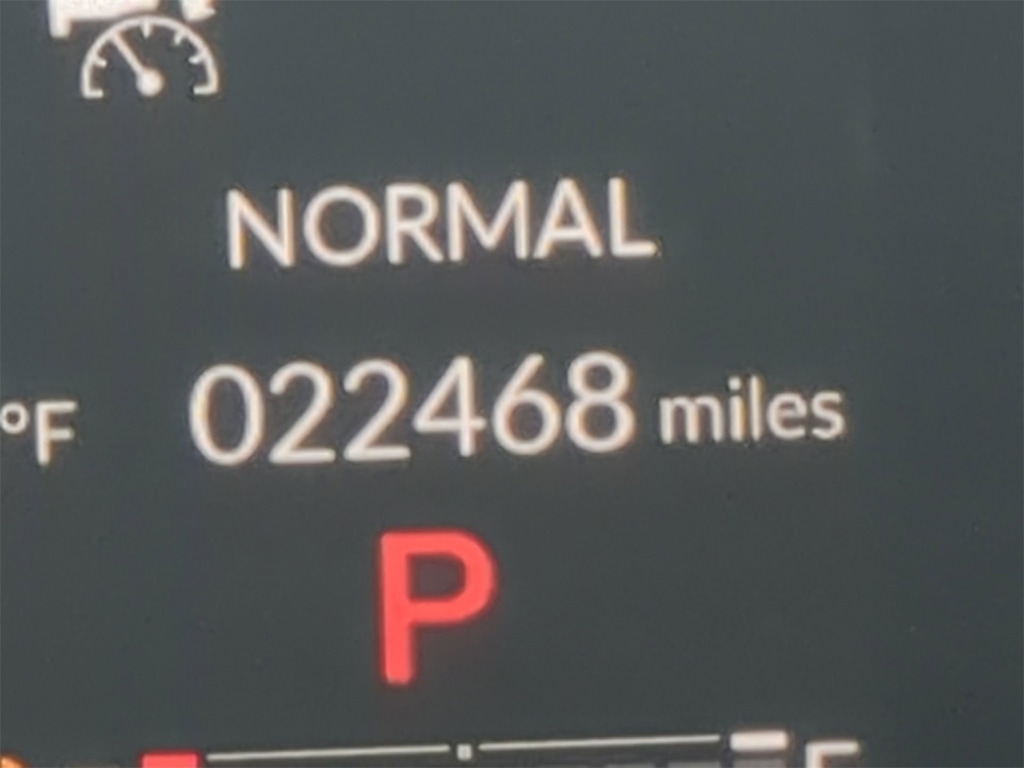 NORMAL
°F 022468 miles
P
F